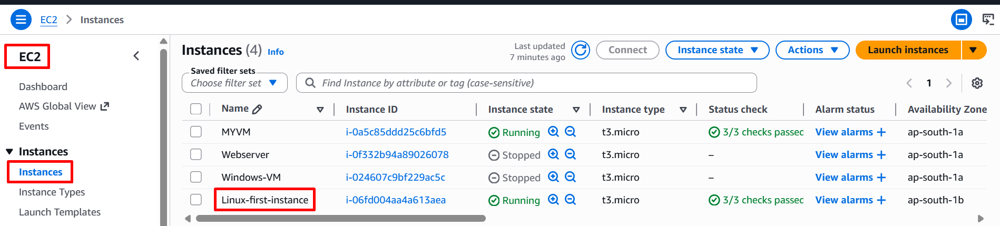 EC2 > Instances
EC2
Dashboard
AWS Global View
Events
Instances
Instances
Instance Types
Launch Templates
Instances (4) Info
Last updated
7 minutes ago
Connect
Instance state
Actions
Launch instances
Saved filter sets
Choose filter set
Find Instance by attribute or tag (case-sensitive)
1
Name Instance ID Instance state Instance type Status check Alarm status Availability Zone
MYVM i-0a5c85ddd25c6bfd5 Running t3.micro 3/3 checks passed View alarms + ap-south-1a
Webserver i-0f332b94a89026078 Stopped t3.micro – View alarms + ap-south-1a
Windows-VM i-024607c9bf229ac5c Stopped t3.micro – View alarms + ap-south-1a
Linux-first-instance i-06fd004aa4a613aea Running t3.micro 3/3 checks passed View alarms + ap-south-1b